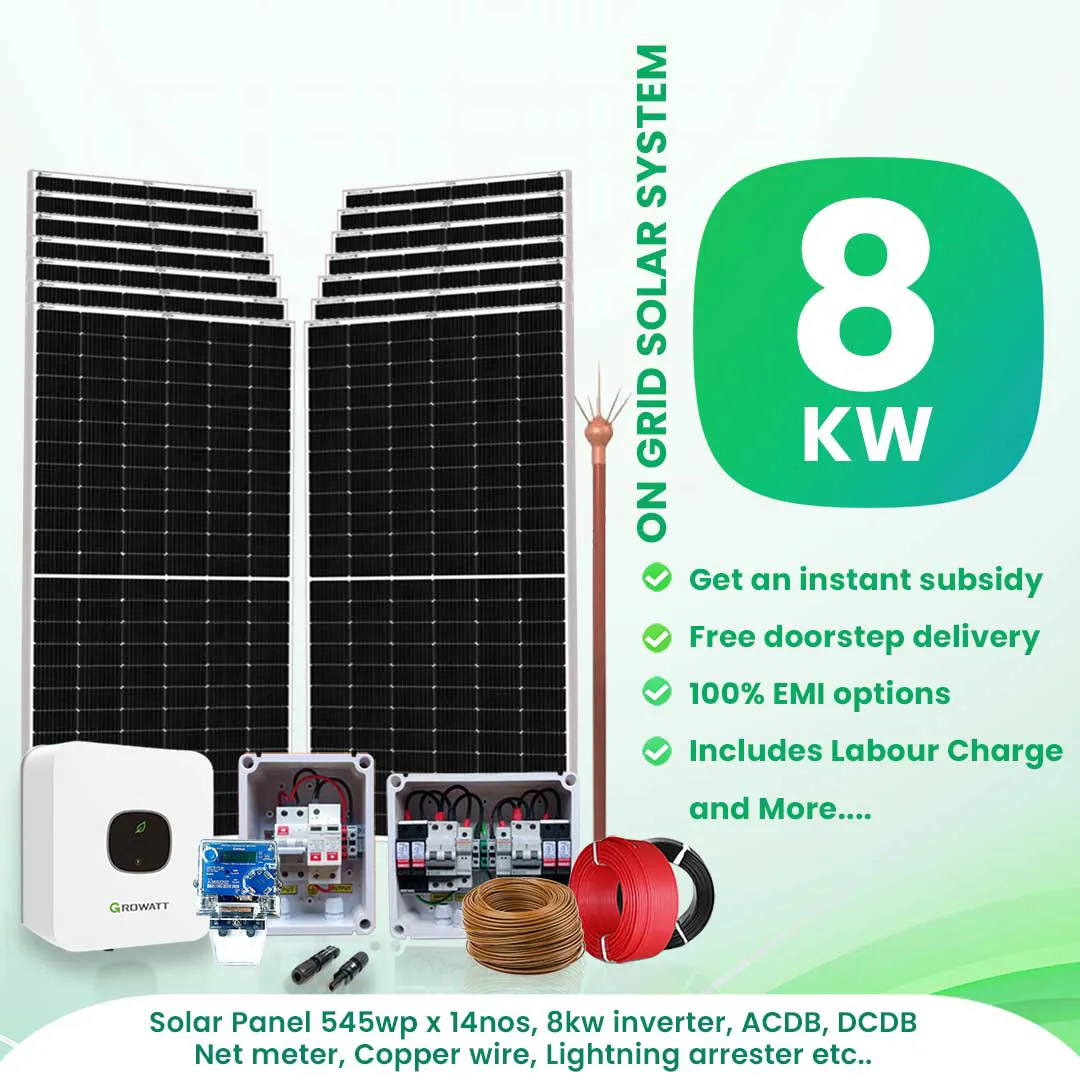 ON GRID SOLAR SYSTEM
8
KW
Get an instant subsidy
Free doorstep delivery
100% EMI options
Includes Labour Charge
and More....
GROWATT
Solar Panel 545wp x 14nos, 8kw inverter, ACDB, DCDB
Net meter, Copper wire, Lightning arrester etc..